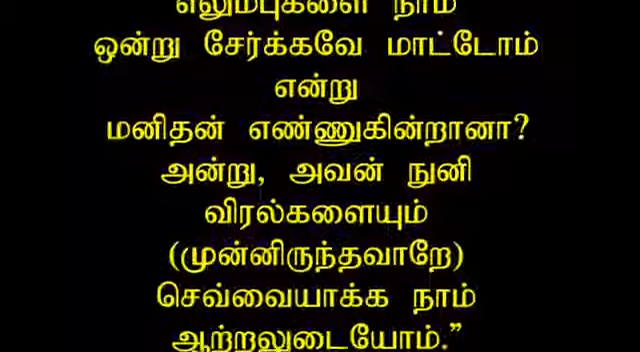 எலும்புகளை நாம்
ஒன்று சேர்க்கவே மாட்டோம்
என்று
மனிதன் எண்ணுகின்றானா?
அன்று, அவன் நுனி
விரல்களையும்
(முன்னிருந்தவாறே)
செவ்வையாக்க நாம்
ஆற்றலுடையோம்.”